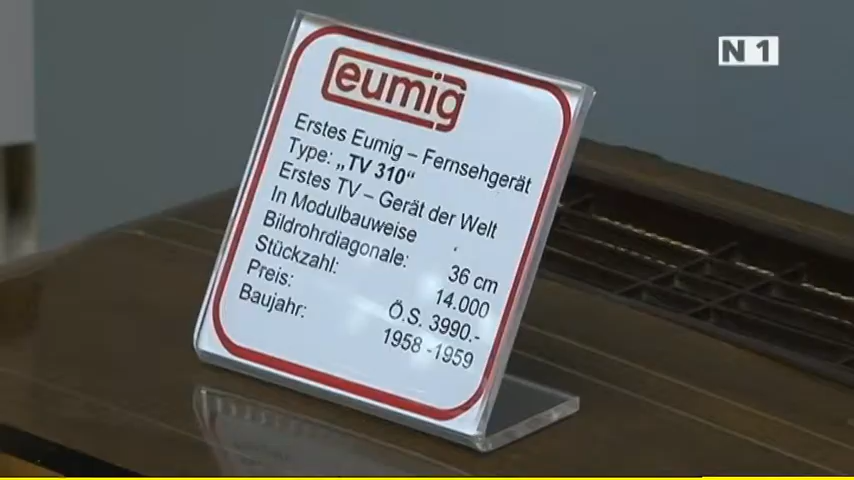 N1
eumig
Erstes Eumig – Fernsehgerät
Type: „TV 310“
Erstes TV – Gerät der Welt
In Modulbauweise
Bildrohrdiagonale: 36 cm
Stückzahl: 14.000
Preis: Ö.S. 3990.-
Baujahr: 1958 -1959